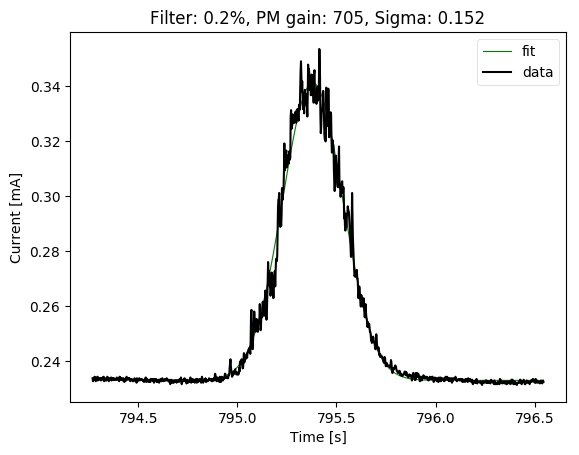 Filter: 0.2%, PM gain: 705, Sigma: 0.152
fit
data
0.34
0.32
0.30
0.28
0.26
0.24
Current [mA]
794.5
795.0
795.5
796.0
796.5
Time [s]